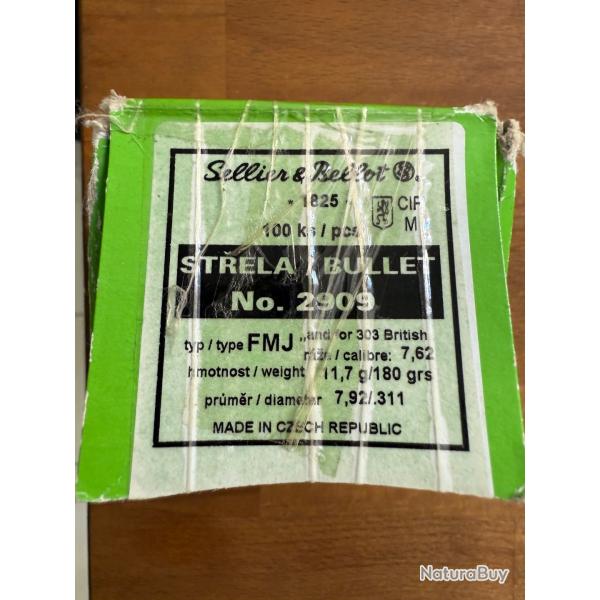 Sellier & Bellot
* 1825 *
CIP
M
100 ks / pcs
STŘELA / BULLET
No. 2909
typ / type FMJ „and for 303 British
ráže / calibre: 7,62
hmotnost / weight 11,7 g/180 grs
průměr / diameter 7,92/.311
MADE IN CZECH REPUBLIC
NaturaBuy